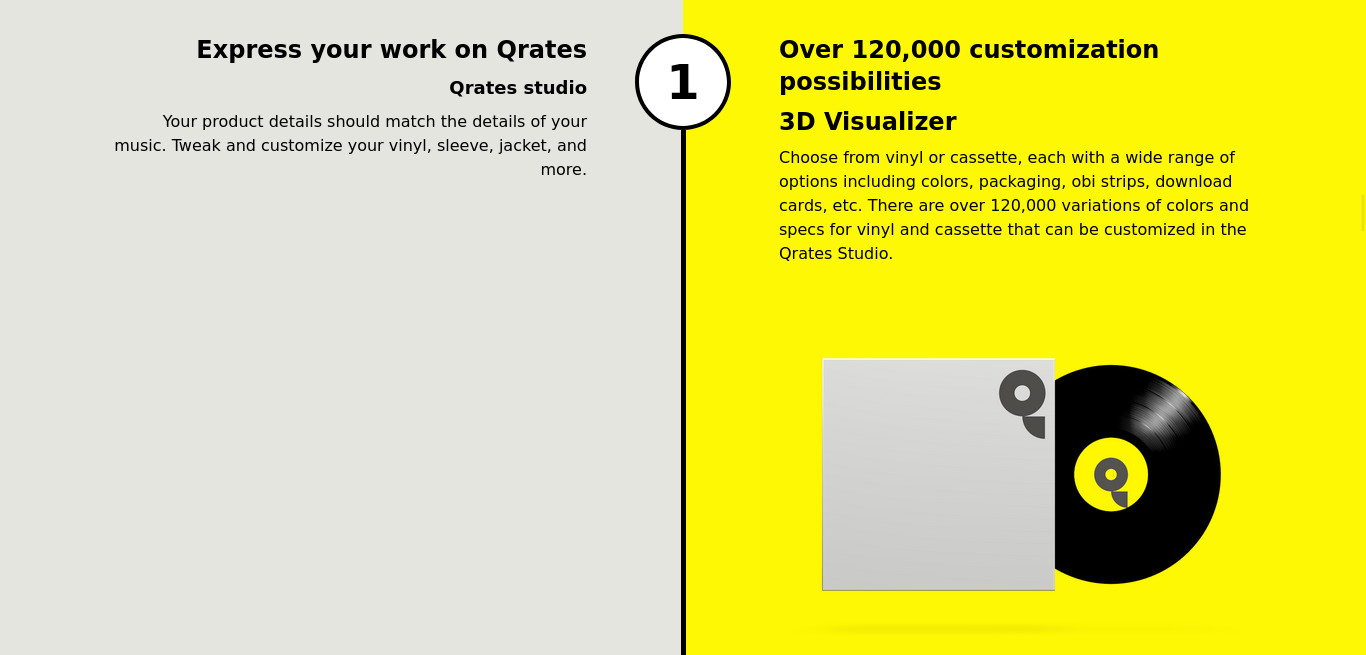 Express your work on Qrates
Qrates studio
Your product details should match the details of your
music. Tweak and customize your vinyl, sleeve, jacket, and
more.
1
Over 120,000 customization
possibilities
3D Visualizer
Choose from vinyl or cassette, each with a wide range of
options including colors, packaging, obi strips, download
cards, etc. There are over 120,000 variations of colors and
specs for vinyl and cassette that can be customized in the
Qrates Studio.